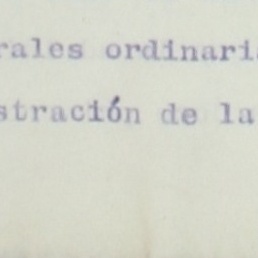 rales ordinaria
stración de la